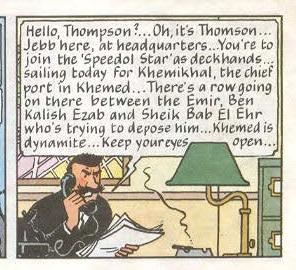 Hello, Thompson?... Oh, it's Thomson...
Jebb here, at headquarters...You're to
join the 'Speedol Star' as deckhands...
sailing today for Khemikhal, the chief
port in Khemed...There's a row going
on there between the Emir, Ben
Kalish Ezab and Sheik Bab El Ehr
who's trying to depose him...Khemed is
dynamite...Keep your eyes open...